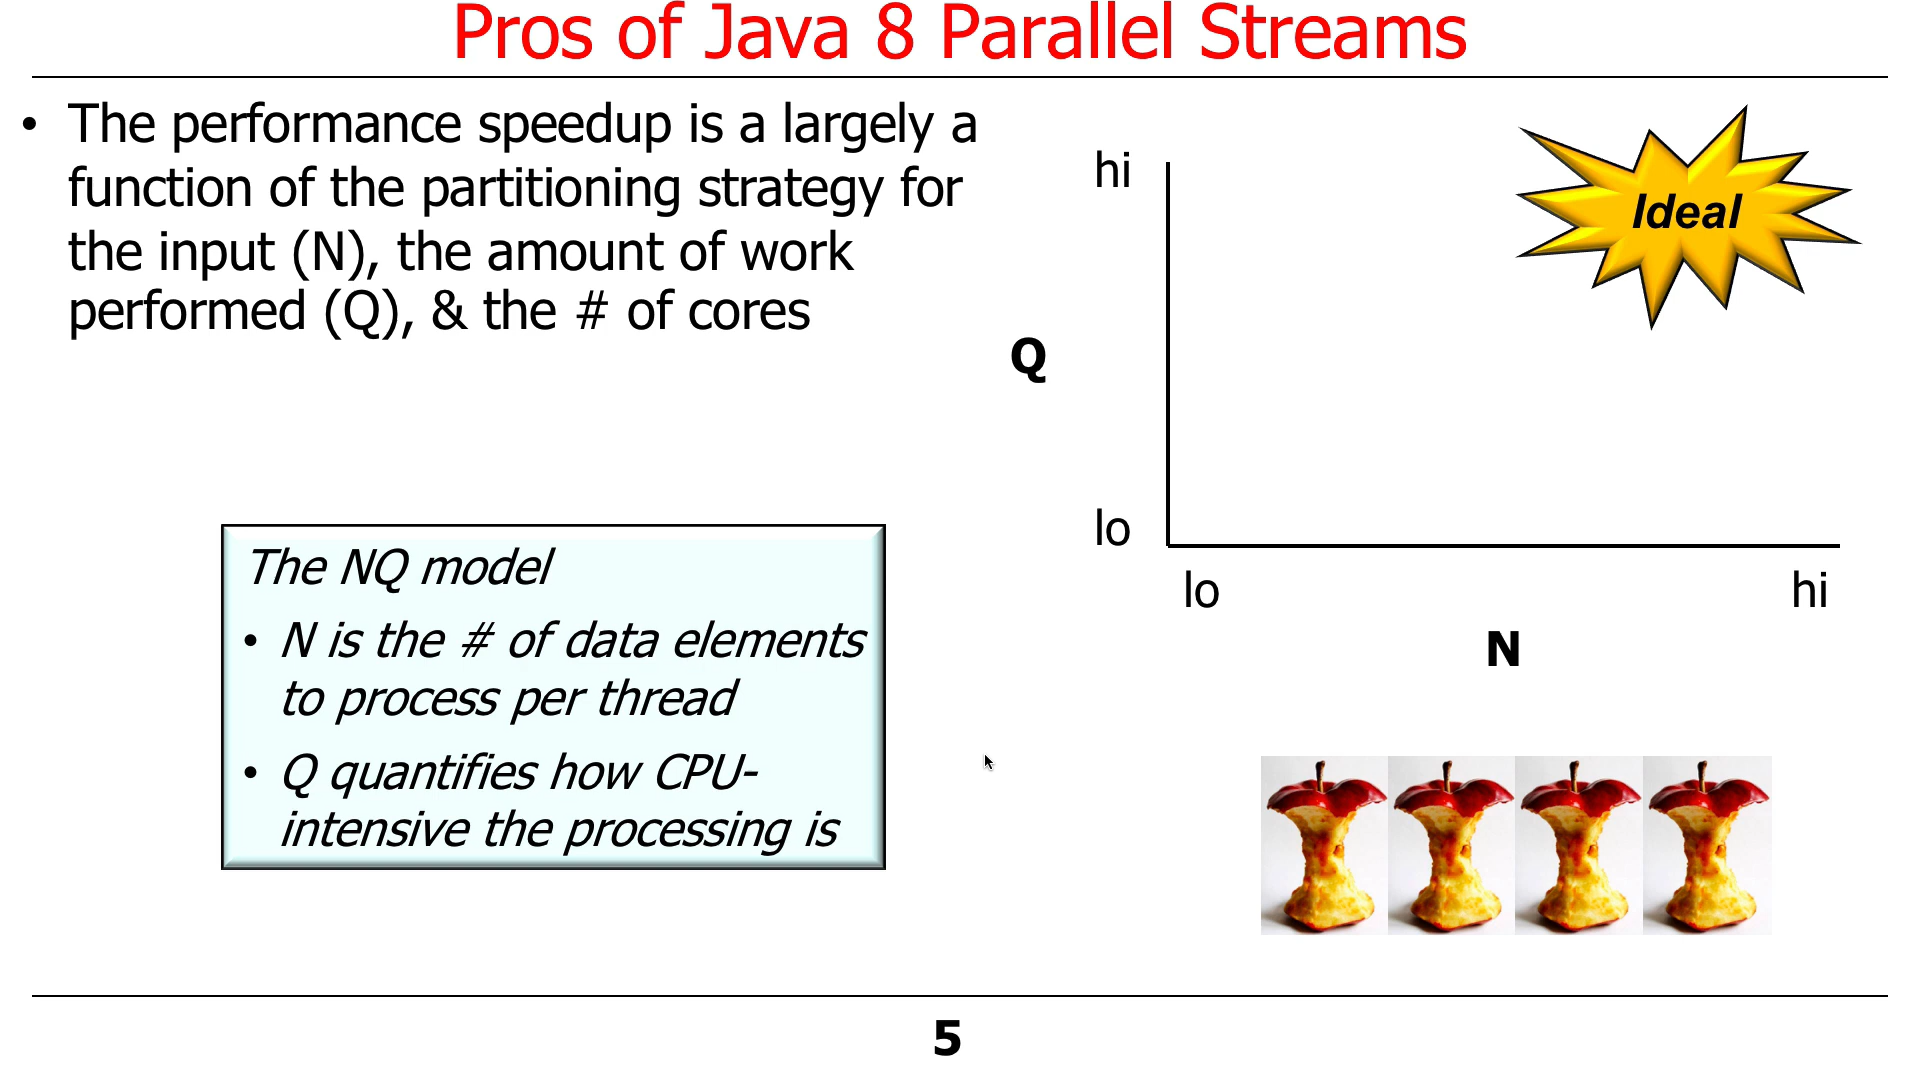 Pros of Java 8 Parallel Streams
• The performance speedup is a largely a
function of the partitioning strategy for
the input (N), the amount of work
performed (Q), & the # of cores
hi
Ideal
Q
lo
lo hi
N
The NQ model
• N is the # of data elements
to process per thread
• Q quantifies how CPU-
intensive the processing is
5